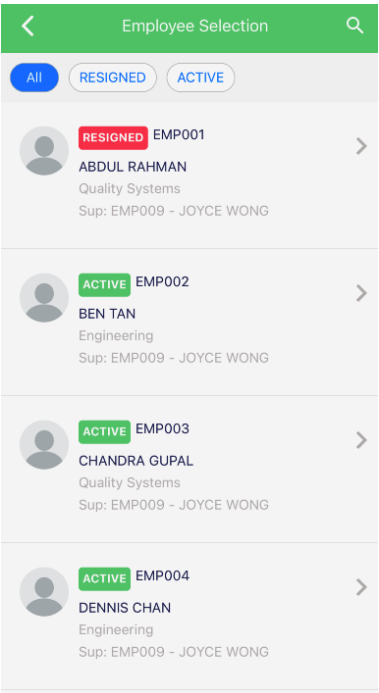 Employee Selection
All RESIGNED ACTIVE
RESIGNED EMP001
ABDUL RAHMAN
Quality Systems
Sup: EMP009 - JOYCE WONG
ACTIVE EMP002
BEN TAN
Engineering
Sup: EMP009 - JOYCE WONG
ACTIVE EMP003
CHANDRA GUPAL
Quality Systems
Sup: EMP009 - JOYCE WONG
ACTIVE EMP004
DENNIS CHAN
Engineering
Sup: EMP009 - JOYCE WONG